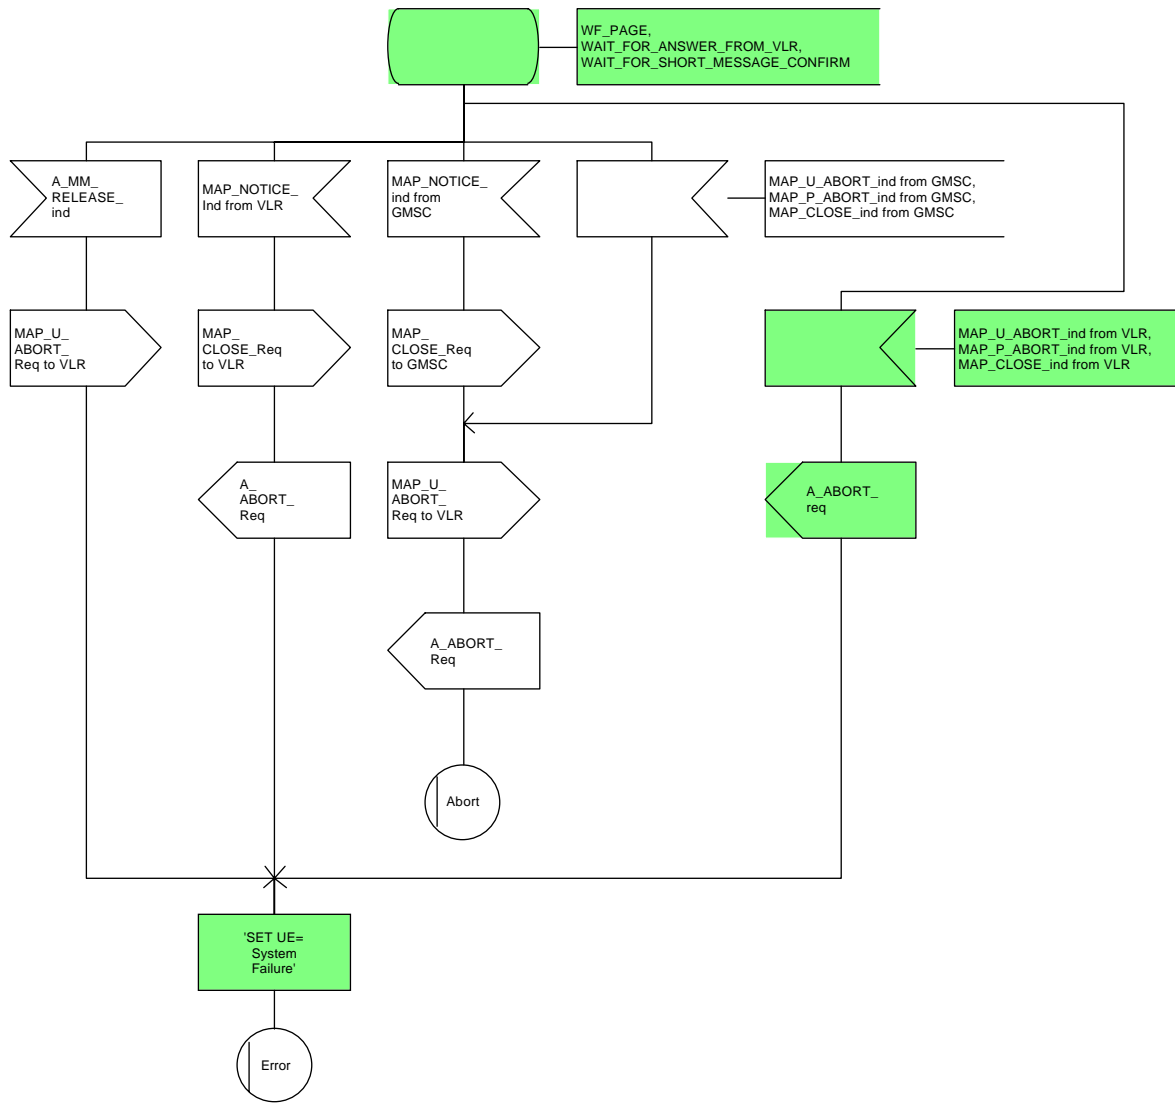 WF_PAGE,
WAIT_FOR_ANSWER_FROM_VLR,
WAIT_FOR_SHORT_MESSAGE_CONFIRM
A_MM_
RELEASE_
ind
MAP_NOTICE_
Ind from VLR
MAP_NOTICE_
ind from
GMSC
MAP_U_ABORT_ind from GMSC,
MAP_P_ABORT_ind from GMSC,
MAP_CLOSE_ind from GMSC
MAP_U_
ABORT_
Req to VLR
MAP_
CLOSE_Req
to VLR
MAP_
CLOSE_Req
to GMSC
MAP_U_ABORT_ind from VLR,
MAP_P_ABORT_ind from VLR,
MAP_CLOSE_ind from VLR
A_
ABORT_
Req
MAP_U_
ABORT_
Req to VLR
A_ABORT_
req
A_ABORT_
Req
Abort
'SET UE=
System
Failure'
Error